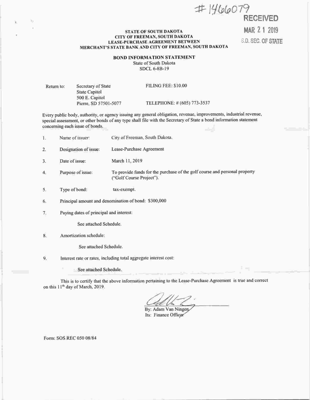 #1466079
RECEIVED
MAR 21 2019
S.D. SEC. OF STATE
STATE OF SOUTH DAKOTA
CITY OF FREEMAN, SOUTH DAKOTA
LEASE-PURCHASE AGREEMENT BETWEEN
MERCHANT'S STATE BANK AND CITY OF FREEMAN, SOUTH DAKOTA
BOND INFORMATION STATEMENT
State of South Dakota
SDCL 6-8B-19
Return to: Secretary of State FILING FEE: $10.00
State Capitol
500 E. Capitol
Pierre, SD 57501-5077 TELEPHONE: # (605) 773-3537
Every public body, authority, or agency issuing any general obligation, revenue, improvements, industrial revenue,
special assessment, or other bonds of any type shall file with the Secretary of State a bond information statement
concerning each issue of bonds.
1. Name of issuer: City of Freeman, South Dakota.
2. Designation of issue: Lease-Purchase Agreement
3. Date of issue: March 11, 2019
4. Purpose of issue: To provide funds for the purchase of the golf course and personal property
("Golf Course Project").
5. Type of bond: tax-exempt.
6. Principal amount and denomination of bond: $300,000
7. Paying dates of principal and interest:
See attached Schedule.
8. Amortization schedule:
See attached Schedule.
9. Interest rate or rates, including total aggregate interest cost:
See attached Schedule.
This is to certify that the above information pertaining to the Lease-Purchase Agreement is true and correct
on this 11th day of March, 2019.
By: Adam Van Ningen
Its: Finance Officer
Form: SOS REC 050 08/84